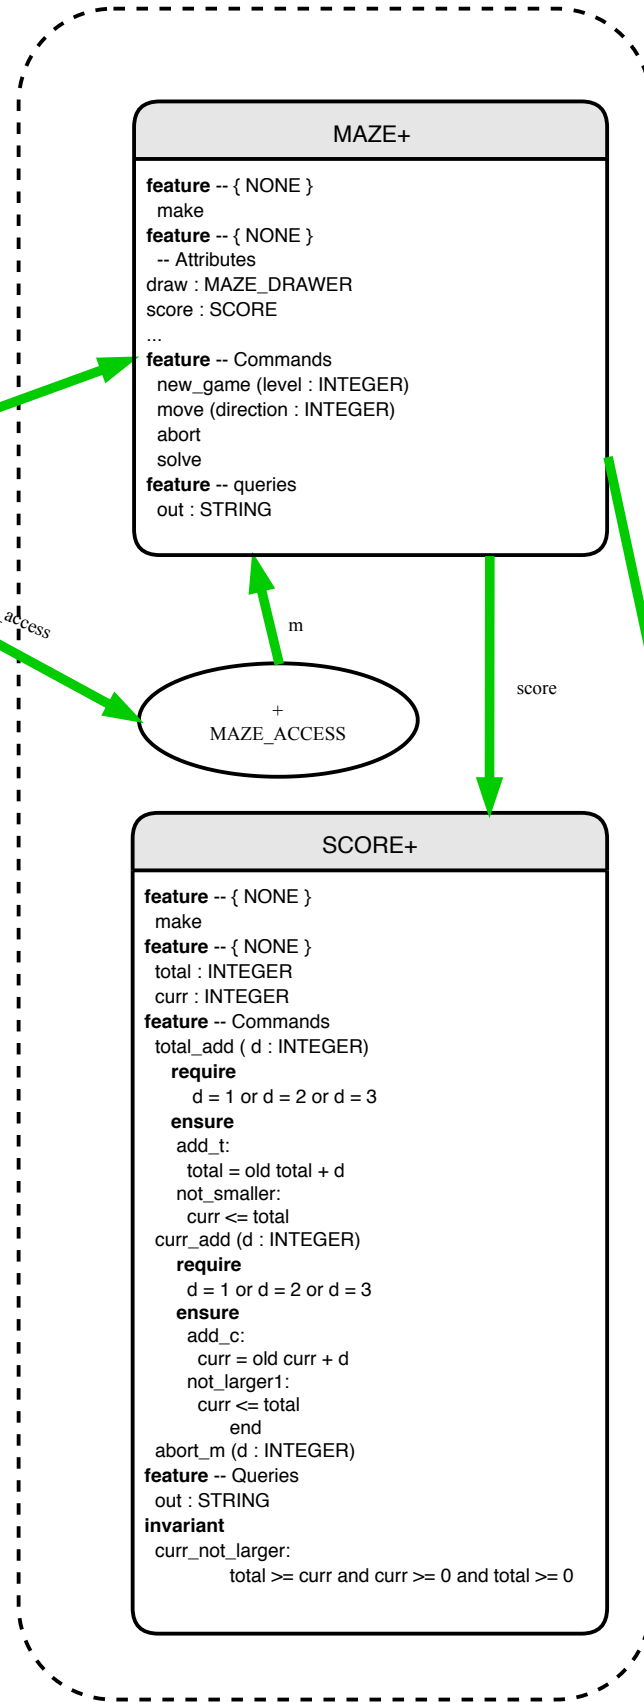 MAZE+
feature -- { NONE }
make
feature -- { NONE }
-- Attributes
draw : MAZE_DRAWER
score : SCORE
...
feature -- Commands
new_game (level : INTEGER)
move (direction : INTEGER)
abort
solve
feature -- queries
out : STRING
_access
m
score
+
MAZE_ACCESS
SCORE+
feature -- { NONE }
make
feature -- { NONE }
total : INTEGER
curr : INTEGER
feature -- Commands
total_add ( d : INTEGER)
require
d = 1 or d = 2 or d = 3
ensure
add_t:
total = old total + d
not_smaller:
curr <= total
curr_add (d : INTEGER)
require
d = 1 or d = 2 or d = 3
ensure
add_c:
curr = old curr + d
not_larger1:
curr <= total
end
abort_m (d : INTEGER)
feature -- Queries
out : STRING
invariant
curr_not_larger:
total >= curr and curr >= 0 and total >= 0